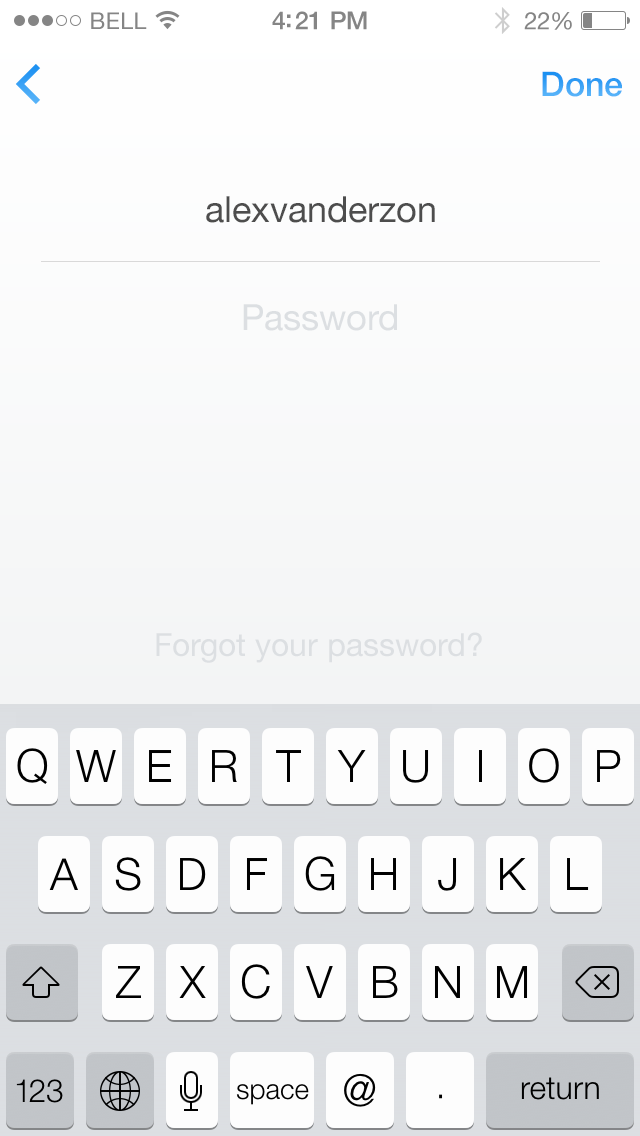 BELL 4:21 PM 22%
Done
alexvanderzon
Password
Forgot your password?
Q W E R T Y U I O P
A S D F G H J K L
Z X C V B N M
123 space @ . return